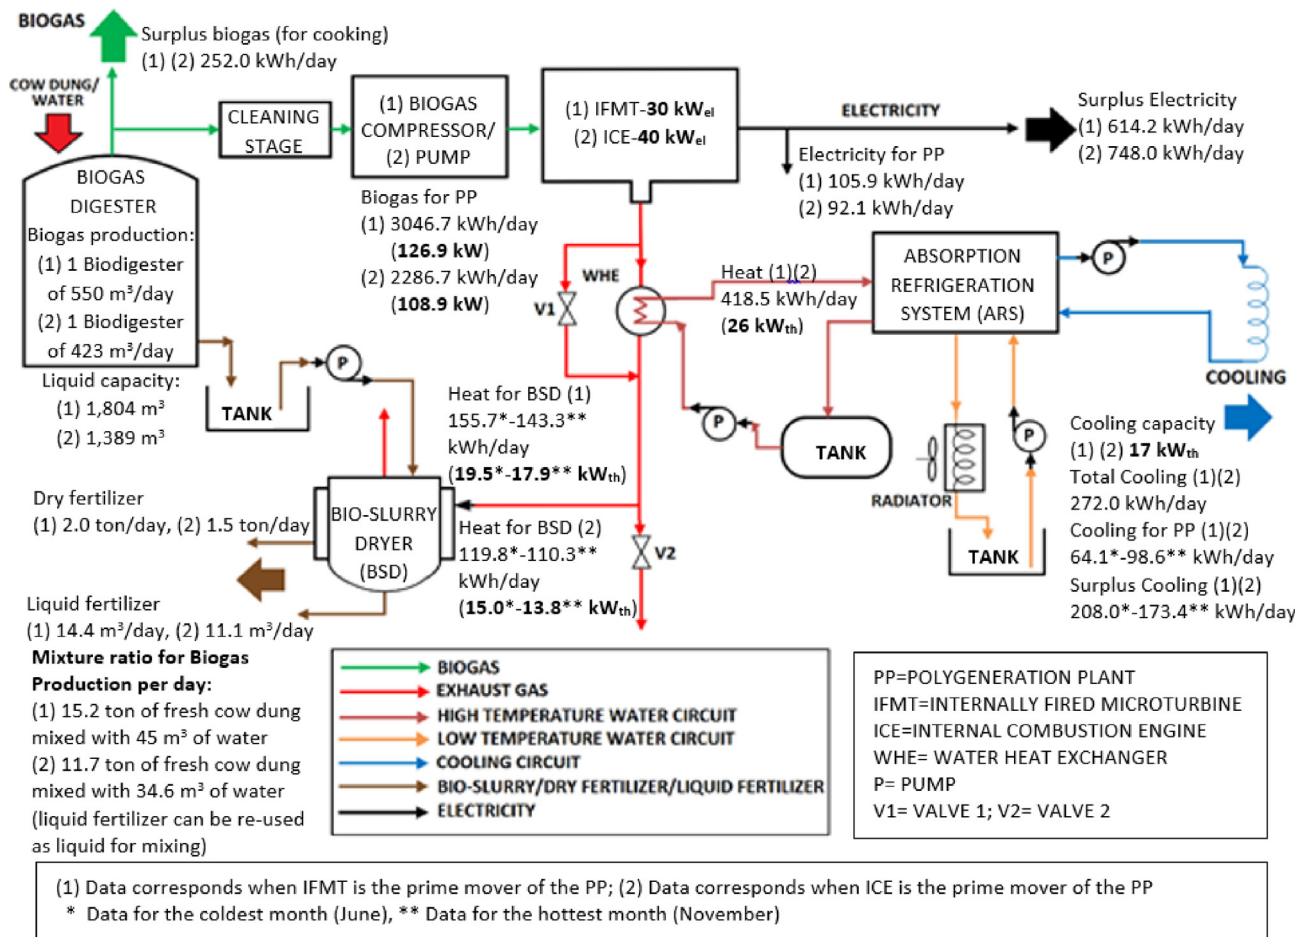 BIOGAS
Surplus biogas (for cooking)
(1) (2) 252.0 kWh/day
COW DUNG/
WATER
CLEANING
STAGE
(1) BIOGAS
COMPRESSOR/
(2) PUMP
(1) IFMT-30 kWel
(2) ICE-40 kWel
ELECTRICITY
Surplus Electricity
(1) 614.2 kWh/day
(2) 748.0 kWh/day
Electricity for PP
(1) 105.9 kWh/day
(2) 92.1 kWh/day
BIOGAS
DIGESTER
Biogas production:
(1) 1 Biodigester
of 550 m³/day
(2) 1 Biodigester
of 423 m³/day
Liquid capacity:
(1) 1,804 m³
(2) 1,389 m³
Biogas for PP
(1) 3046.7 kWh/day
(126.9 kW)
(2) 2286.7 kWh/day
(108.9 kW)
WHE
V1
Heat (1)(2)
418.5 kWh/day
(26 kWth)
ABSORPTION
REFRIGERATION
SYSTEM (ARS)
P
COOLING
TANK
P
Heat for BSD (1)
155.7*-143.3**
kWh/day
(19.5*-17.9** kWth)
P
TANK
RADIATOR
P
TANK
Cooling capacity
(1) (2) 17 kWth
Total Cooling (1)(2)
272.0 kWh/day
Cooling for PP (1)(2)
64.1*-98.6** kWh/day
Surplus Cooling (1)(2)
208.0*-173.4** kWh/day
Dry fertilizer
(1) 2.0 ton/day, (2) 1.5 ton/day
BIO-SLURRY
DRYER
(BSD)
Heat for BSD (2)
119.8*-110.3**
kWh/day
(15.0*-13.8** kWth)
V2
Liquid fertilizer
(1) 14.4 m³/day, (2) 11.1 m³/day
Mixture ratio for Biogas
Production per day:
(1) 15.2 ton of fresh cow dung
mixed with 45 m³ of water
(2) 11.7 ton of fresh cow dung
mixed with 34.6 m³ of water
(liquid fertilizer can be re-used
as liquid for mixing)
BIOGAS
EXHAUST GAS
HIGH TEMPERATURE WATER CIRCUIT
LOW TEMPERATURE WATER CIRCUIT
COOLING CIRCUIT
BIO-SLURRY/DRY FERTILIZER/LIQUID FERTILIZER
ELECTRICITY
PP=POLYGENERATION PLANT
IFMT=INTERNALLY FIRED MICROTURBINE
ICE=INTERNAL COMBUSTION ENGINE
WHE= WATER HEAT EXCHANGER
P= PUMP
V1= VALVE 1; V2= VALVE 2
(1) Data corresponds when IFMT is the prime mover of the PP; (2) Data corresponds when ICE is the prime mover of the PP
* Data for the coldest month (June), ** Data for the hottest month (November)